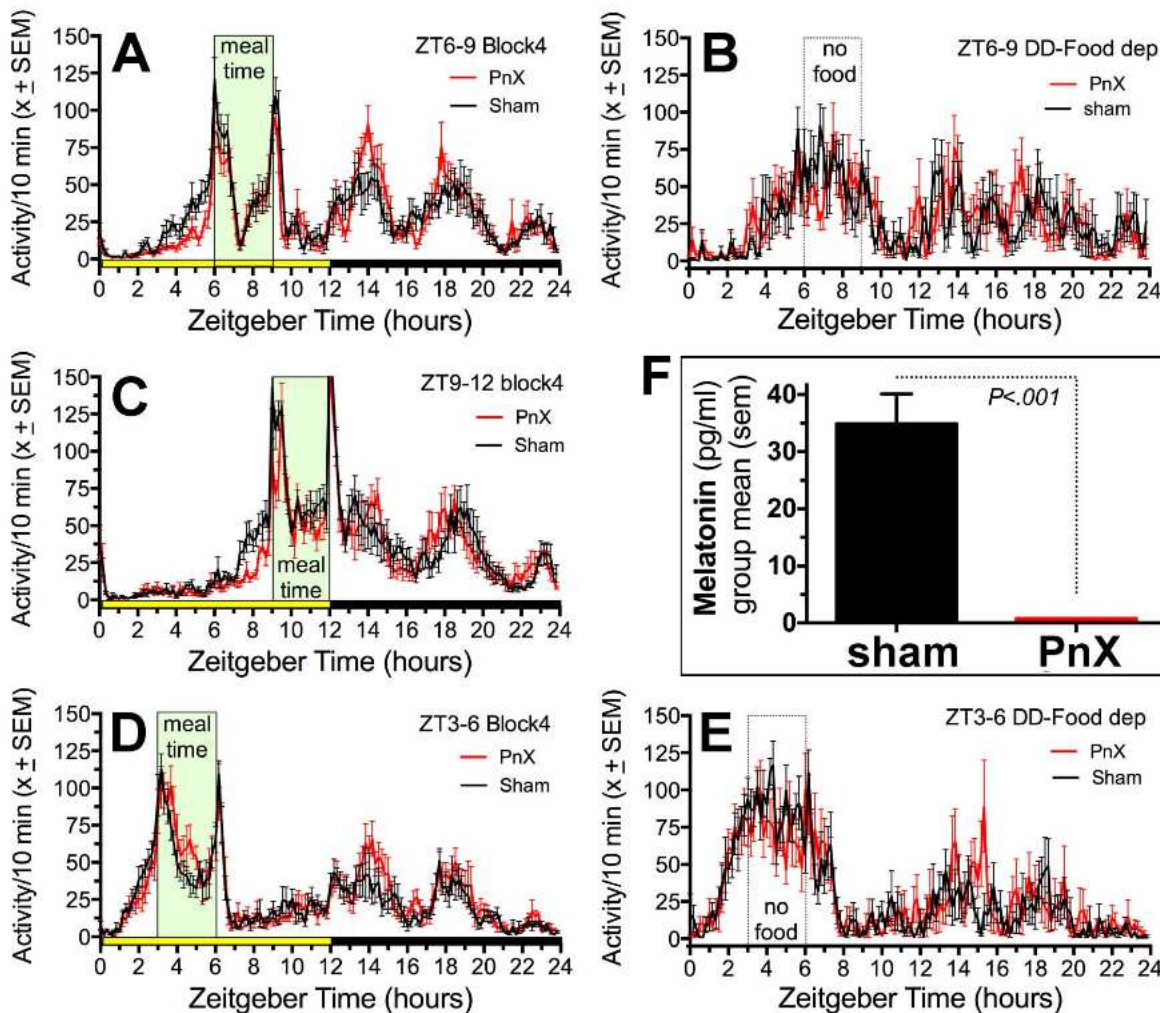 A
meal
time
ZT6-9 Block4
PnX
Sham
Activity/10 min (x ± SEM)
150
125
100
75
50
25
0
0 2 4 6 8 10 12 14 16 18 20 22 24
Zeitgeber Time (hours)
B
no
food
ZT6-9 DD-Food dep
PnX
sham
Activity/10 min (x ± SEM)
150
125
100
75
50
25
0
0 2 4 6 8 10 12 14 16 18 20 22 24
Zeitgeber Time (hours)
C
ZT9-12 block4
PnX
Sham
meal
time
Activity/10 min (x ± SEM)
150
125
100
75
50
25
0
0 2 4 6 8 10 12 14 16 18 20 22 24
Zeitgeber Time (hours)
F
P<.001
Melatonin (pg/ml)
group mean (sem)
40
30
20
10
0
sham PnX
D
meal
time
ZT3-6 Block4
PnX
Sham
Activity/10 min (x ± SEM)
150
125
100
75
50
25
0
0 2 4 6 8 10 12 14 16 18 20 22 24
Zeitgeber Time (hours)
E
ZT3-6 DD-Food dep
PnX
Sham
no
food
Activity/10 min (x ± SEM)
150
125
100
75
50
25
0
0 2 4 6 8 10 12 14 16 18 20 22 24
Zeitgeber Time (hours)